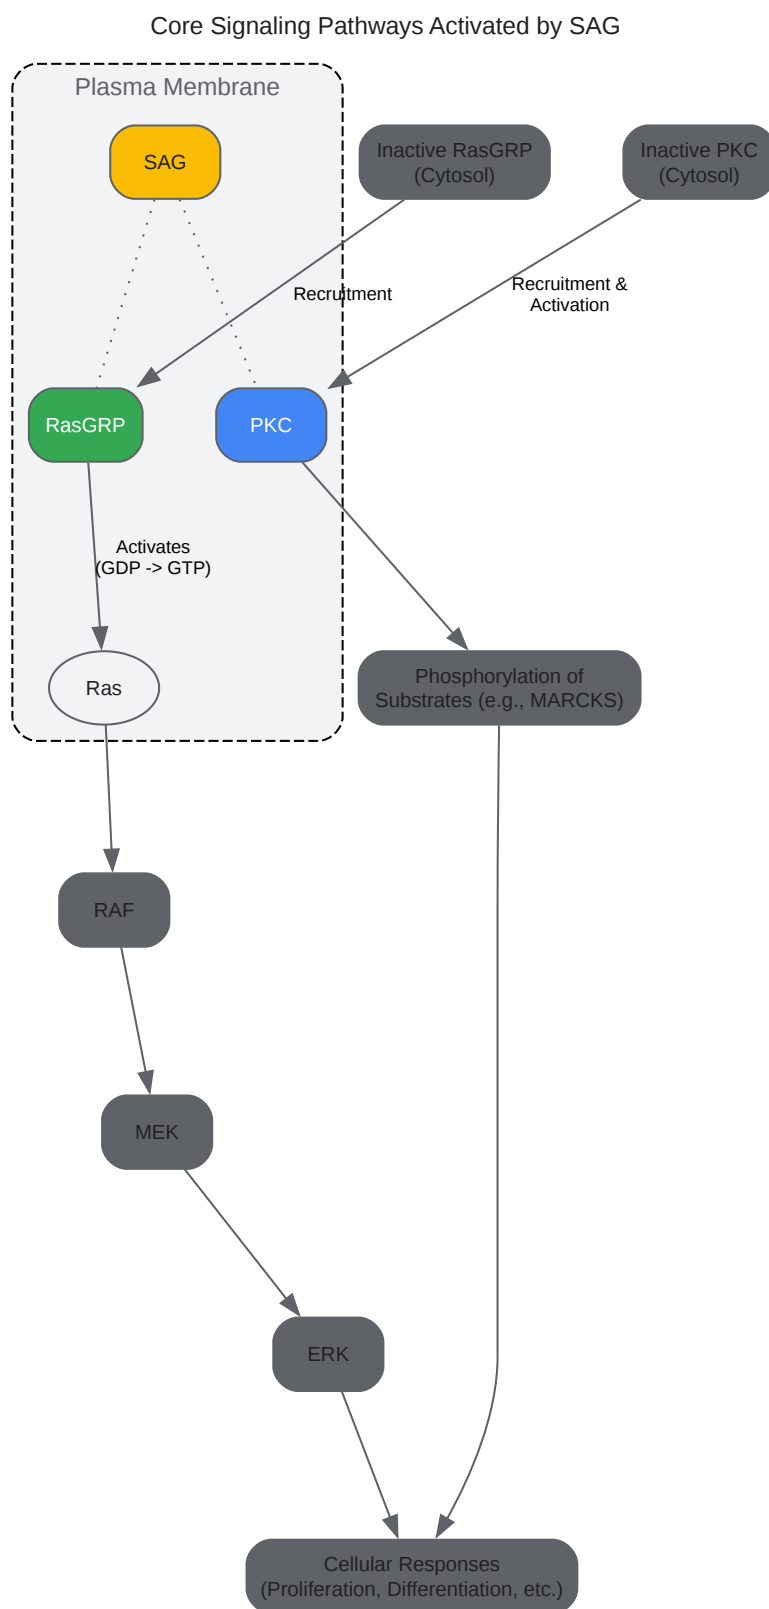 Core Signaling Pathways Activated by SAG
Plasma Membrane
SAG
Inactive RasGRP
(Cytosol)
Inactive PKC
(Cytosol)
Recruitment
Recruitment &
Activation
RasGRP
PKC
Activates
(GDP -> GTP)
Ras
Phosphorylation of
Substrates (e.g., MARCKS)
RAF
MEK
ERK
Cellular Responses
(Proliferation, Differentiation, etc.)